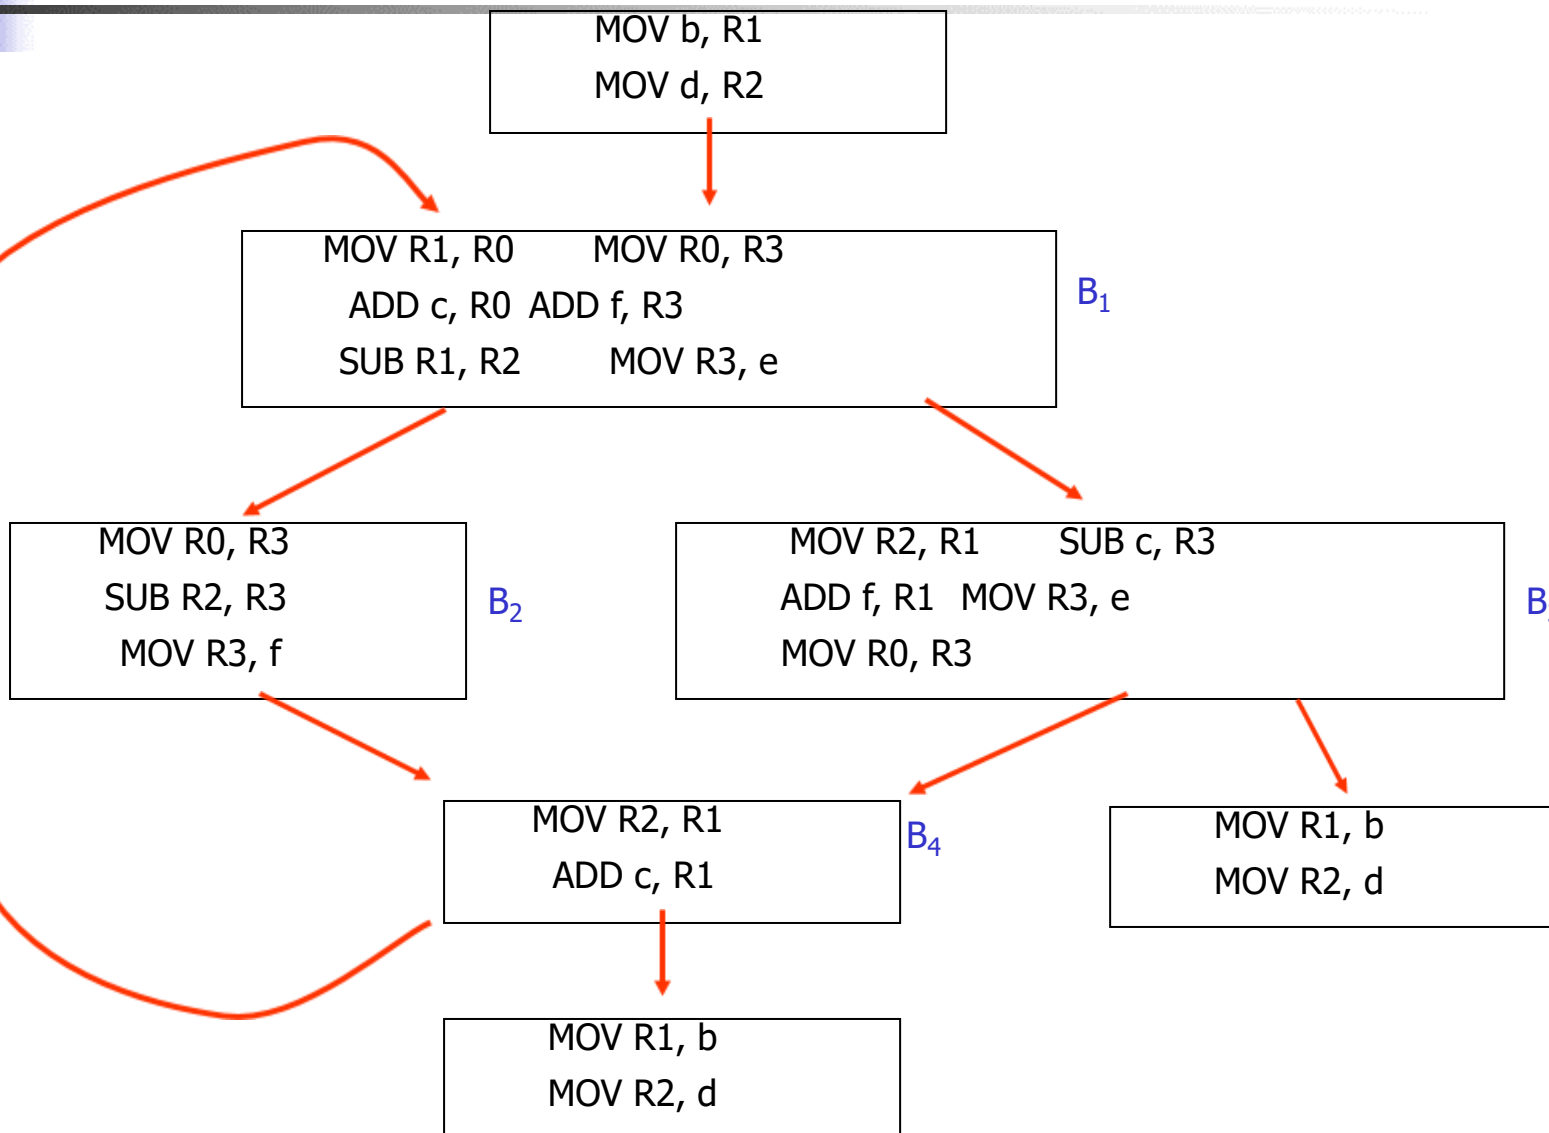 MOV b, R1
MOV d, R2
MOV R1, R0 MOV R0, R3
ADD c, R0 ADD f, R3
SUB R1, R2 MOV R3, e
B₁
MOV R0, R3
SUB R2, R3
MOV R3, f
B₂
MOV R2, R1 SUB c, R3
ADD f, R1 MOV R3, e
MOV R0, R3
B
MOV R2, R1
ADD c, R1
B₄
MOV R1, b
MOV R2, d
MOV R1, b
MOV R2, d